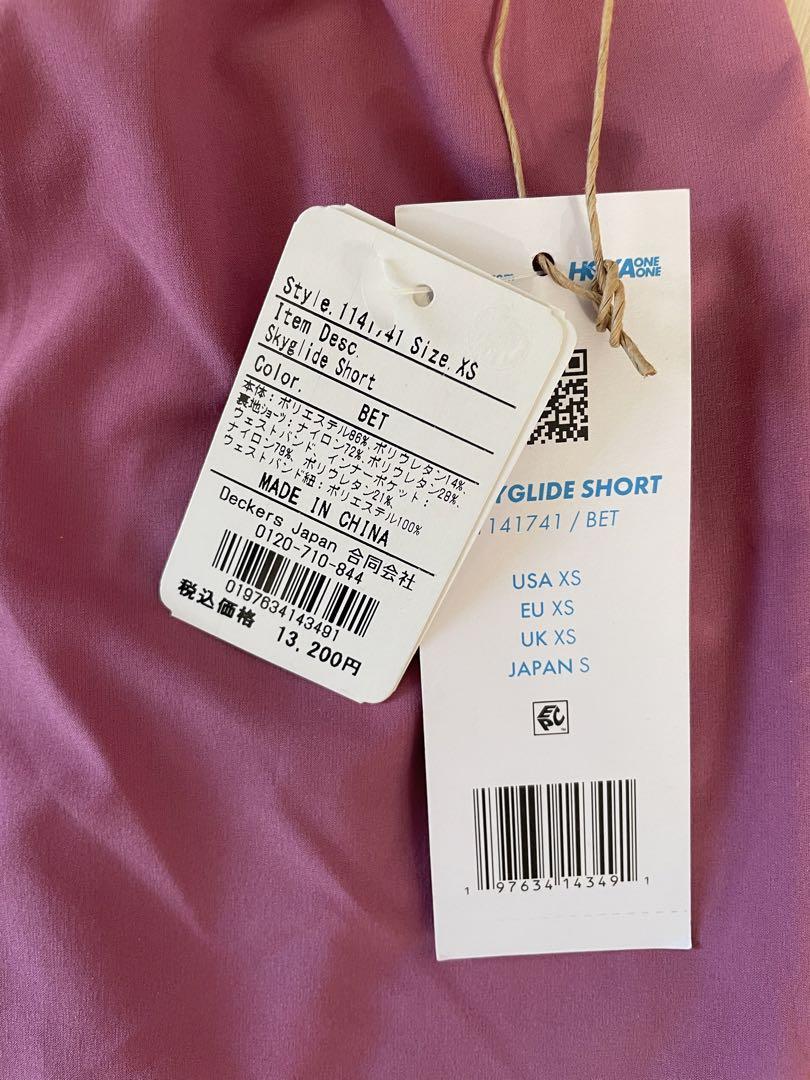 Style. 1141741 Size. XS
Item Desc.
Skyglide Short
Color.
BET
本体：ポリエステル86%、ポリウレタン14%、
裏地ショーツ：ナイロン72%、ポリウレタン28%、
ウェストバンド、インナーポケット：
ナイロン79%、ポリウレタン21%、
ウェストバンド紐：ポリエステル100%
MADE IN CHINA
Deckers Japan 合同会社
0120-710-844
0197634143491
税込価格 13,200円
HOKA ONE ONE
YGLIDE SHORT
1141741 / BET
USA XS
EU XS
UK XS
JAPAN S
EPC
1 97634 14349 1